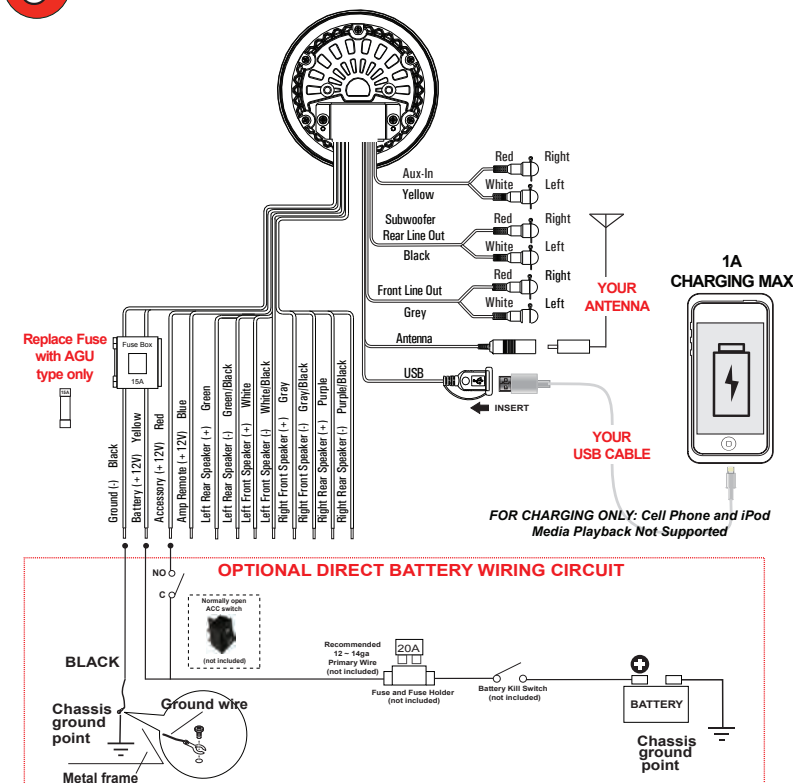 Aux-In
Yellow
Red Right
White Left
Subwoofer
Rear Line Out
Black
Red Right
White Left
Front Line Out
Grey
Red Right
White Left
YOUR
ANTENNA
Antenna
USB
INSERT
YOUR
USB CABLE
1A
CHARGING MAX
FOR CHARGING ONLY: Cell Phone and iPod
Media Playback Not Supported
Replace Fuse
with AGU
type only
15A
Fuse Box
15A
Ground (-) Black
Battery (+ 12V) Yellow
Accessory (+ 12V) Red
Amp Remote (+ 12V) Blue
Left Rear Speaker (+) Green
Left Rear Speaker (-) Green/Black
Left Front Speaker (+) White
Left Front Speaker (-) White/Black
Right Front Speaker (+) Gray
Right Front Speaker (-) Gray/Black
Right Rear Speaker (+) Purple
Right Rear Speaker (-) Purple/Black
OPTIONAL DIRECT BATTERY WIRING CIRCUIT
NO
C
Normally open
ACC switch
(not included)
BLACK
Recommended
12 ~ 14ga
Primary Wire
(not included)
20A
Fuse and Fuse Holder
(not included)
Battery Kill Switch
(not included)
BATTERY
Chassis
ground
point
Ground wire
Chassis
ground
point
Metal frame